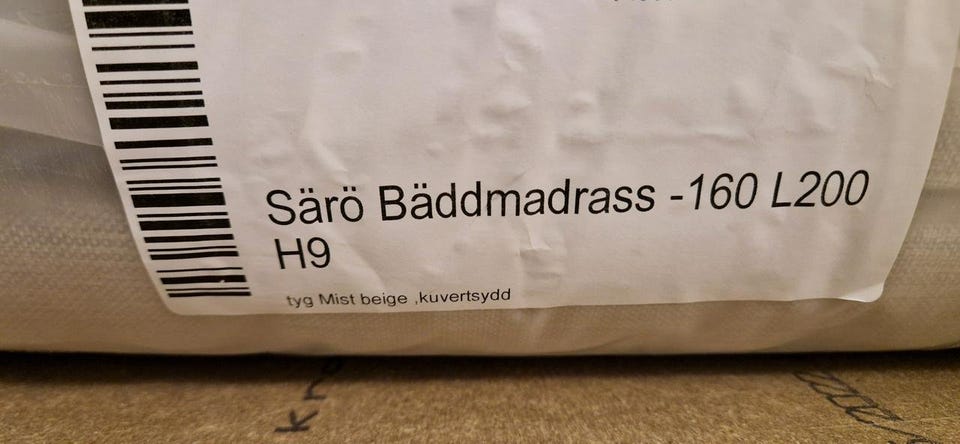 Särö Bäddmadrass -160 L200
H9
tyg Mist beige ,kuvertsydd